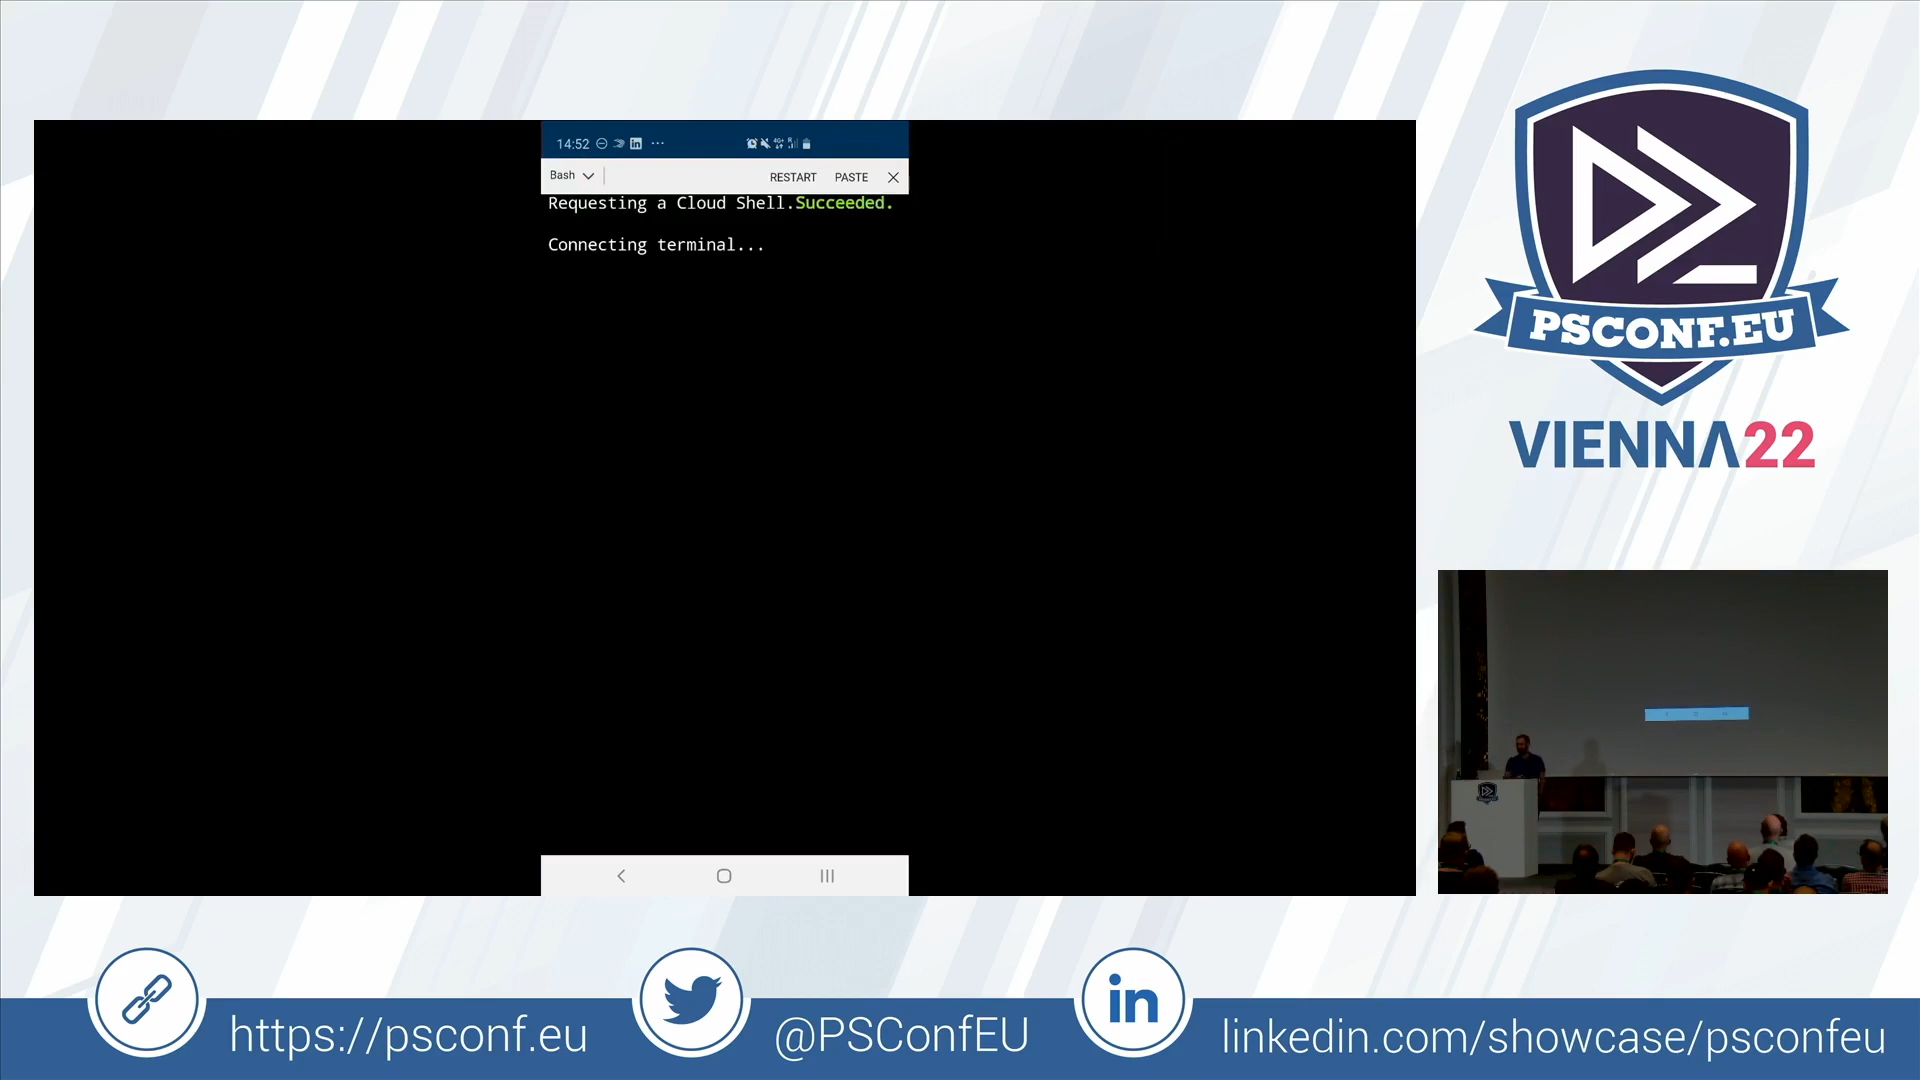 14:52
Bash
RESTART PASTE
Requesting a Cloud Shell.Succeeded.
Connecting terminal...
PSCONF.EU
VIENNA22
https://psconf.eu
@PSConfEU
linkedin.com/showcase/psconfeu